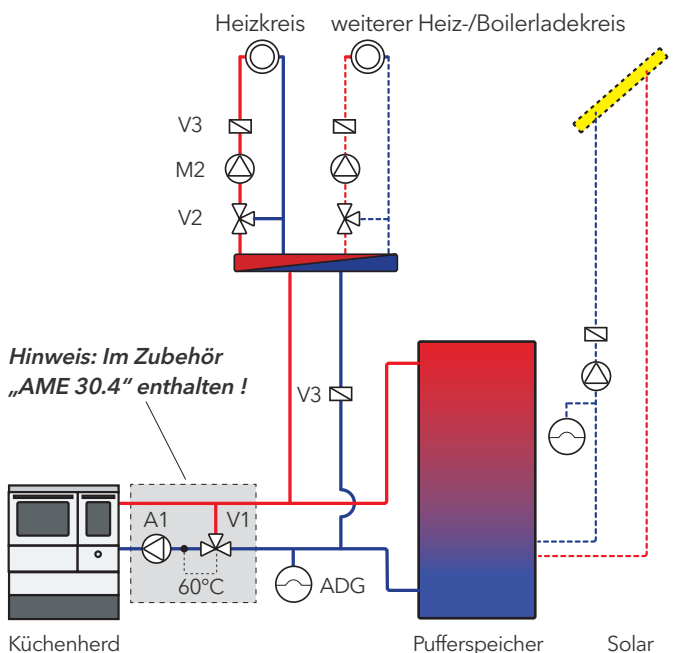 Heizkreis weiterer Heiz-/Boilerladekreis
V3
M2
V2
Hinweis: Im Zubehör
„AME 30.4“ enthalten !
V3
A1 V1
60°C
ADG
Küchenherd Pufferspeicher Solar